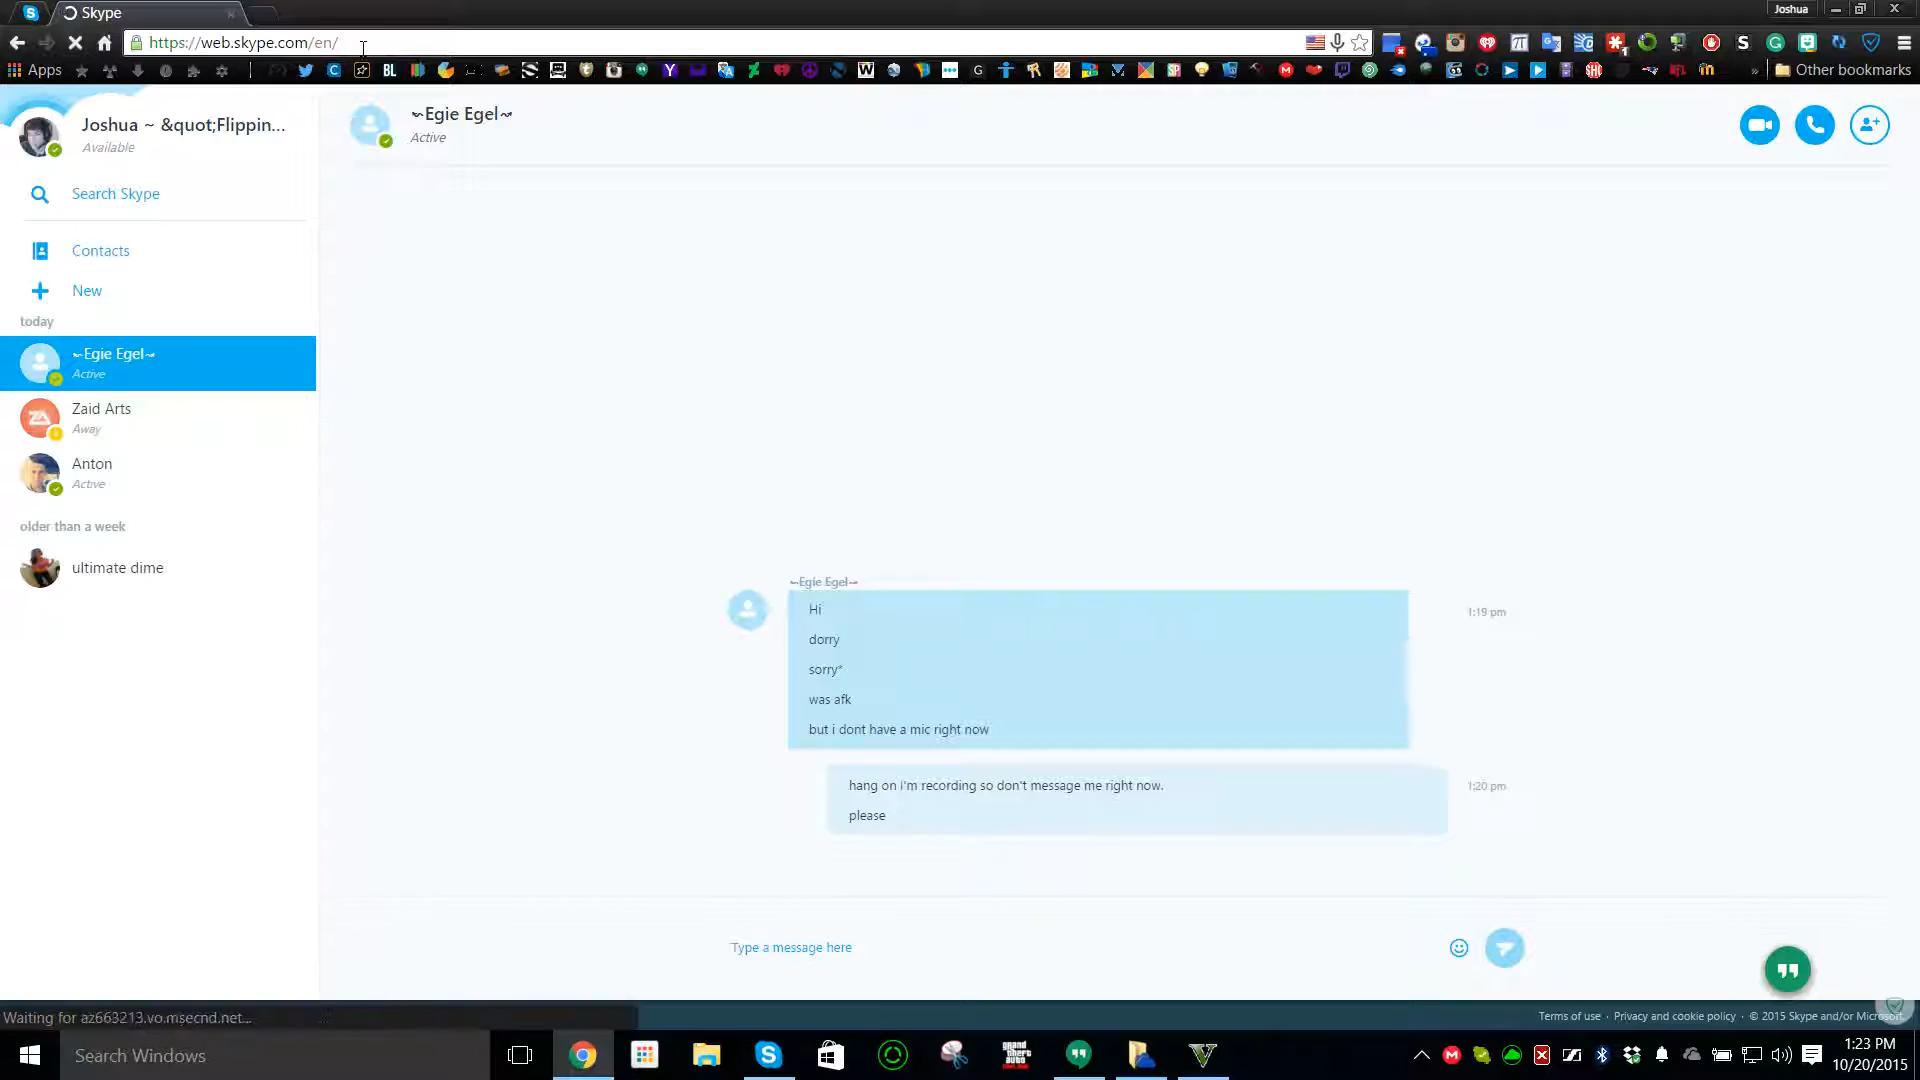 Skype
Joshua
https://web.skype.com/en/
Apps
Other bookmarks
Joshua ~ &quot;Flippin...
Available
Search Skype
Contacts
New
today
~Egie Egel~
Active
Zaid Arts
Away
Anton
Active
older than a week
ultimate dime
~Egie Egel~
Active
~Egie Egel~
Hi
1:19 pm
dorry
sorry*
was afk
but i dont have a mic right now
hang on i'm recording so don't message me right now.
1:20 pm
please
Type a message here
Waiting for az663213.vo.msecnd.net...
Terms of use · Privacy and cookie policy · © 2015 Skype and/or Microsoft
Search Windows
1:23 PM
10/20/2015